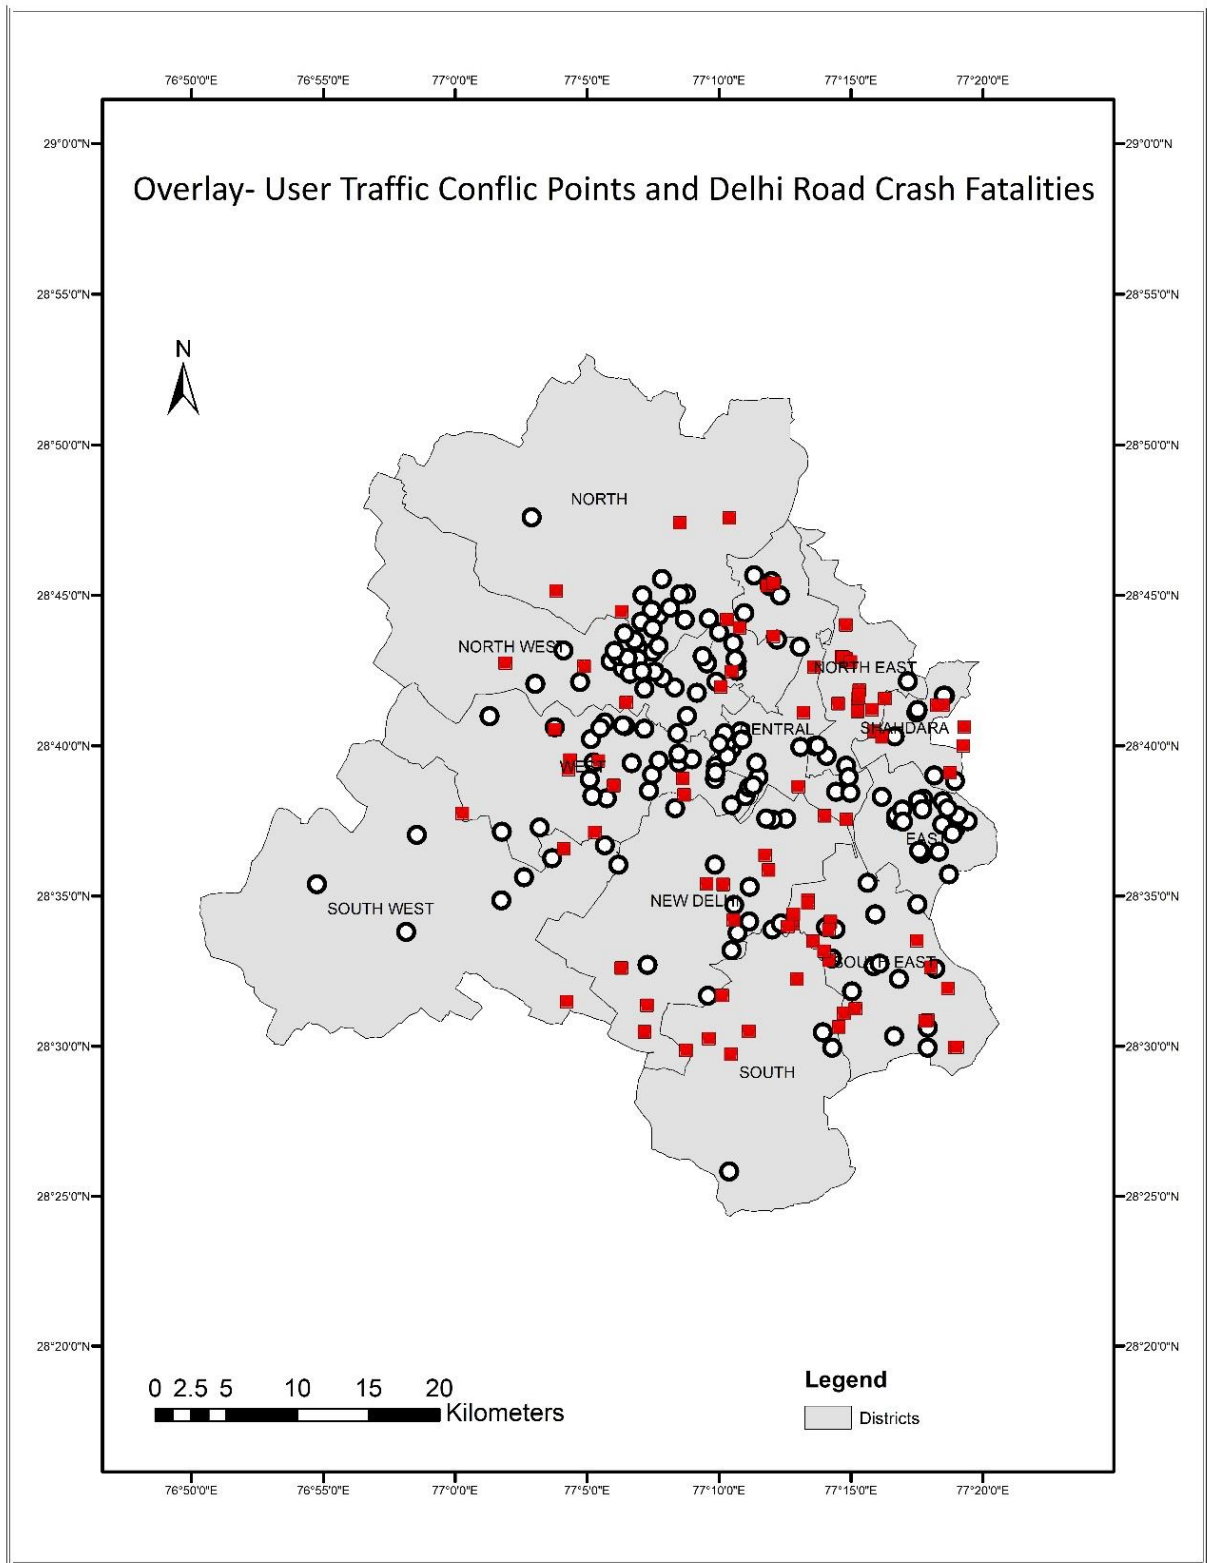 76°50'0"E 76°55'0"E 77°0'0"E 77°5'0"E 77°10'0"E 77°15'0"E 77°20'0"E
29°0'0"N 29°0'0"N
Overlay- User Traffic Conflic Points and Delhi Road Crash Fatalities
28°55'0"N 28°55'0"N
N
28°50'0"N 28°50'0"N
NORTH
28°45'0"N 28°45'0"N
NORTH WEST
NORTH EAST
CENTRAL SHAHDARA
28°40'0"N 28°40'0"N
WEST
EAST
28°35'0"N 28°35'0"N
NEW DELHI
SOUTH WEST
SOUTH EAST
28°30'0"N 28°30'0"N
SOUTH
28°25'0"N 28°25'0"N
28°20'0"N 28°20'0"N
Legend
0 2.5 5 10 15 20
Kilometers
Districts
76°50'0"E 76°55'0"E 77°0'0"E 77°5'0"E 77°10'0"E 77°15'0"E 77°20'0"E